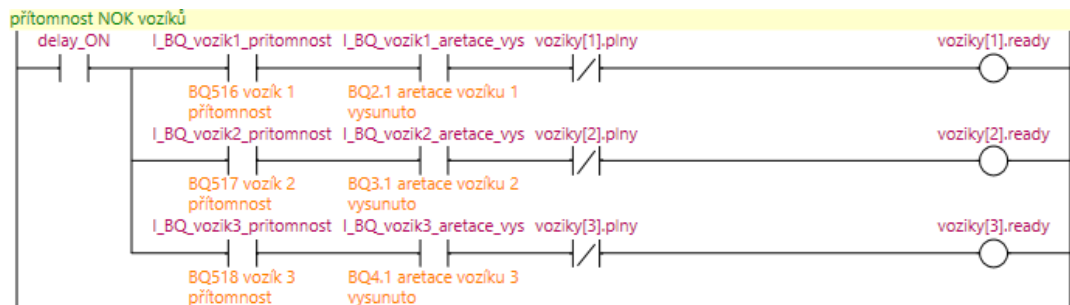 přítomnost NOK vozíků
delay_ON I_BQ_vozik1_pritomnost I_BQ_vozik1_aretace_vys voziky[1].plny voziky[1].ready
BQ516 vozík 1 BQ2.1 aretace vozíku 1
přítomnost vysunuto
I_BQ_vozik2_pritomnost I_BQ_vozik2_aretace_vys voziky[2].plny voziky[2].ready
BQ517 vozík 2 BQ3.1 aretace vozíku 2
přítomnost vysunuto
I_BQ_vozik3_pritomnost I_BQ_vozik3_aretace_vys voziky[3].plny voziky[3].ready
BQ518 vozík 3 BQ4.1 aretace vozíku 3
přítomnost vysunuto